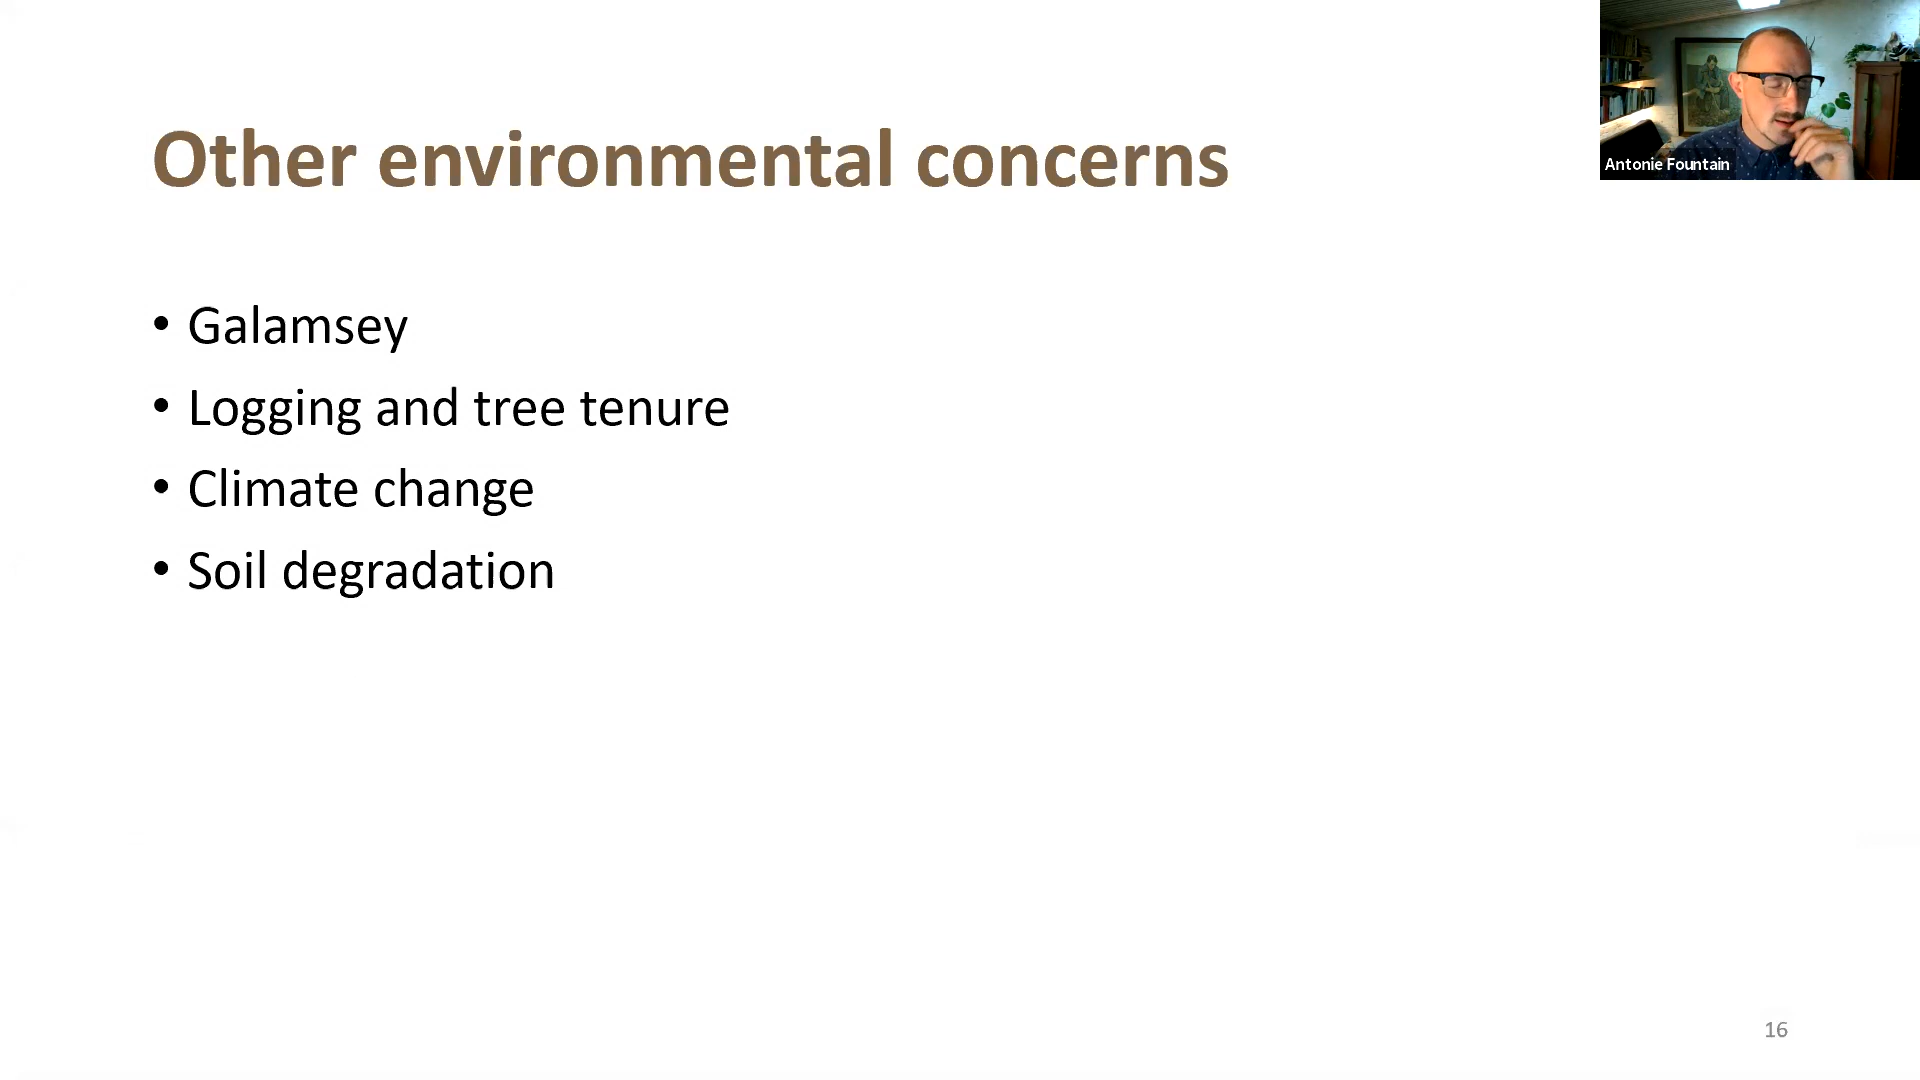 Other environmental concerns
Antonie Fountain
• Galamsey
• Logging and tree tenure
• Climate change
• Soil degradation
16